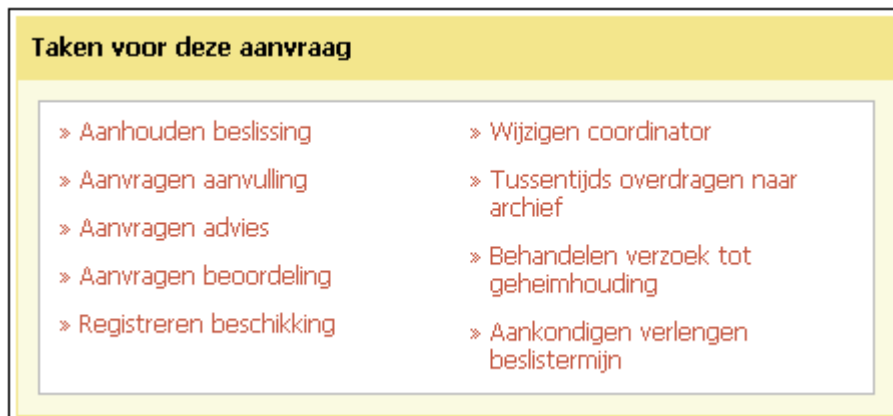 Taken voor deze aanvraag
» Aanhouden beslissing
» Aanvragen aanvulling
» Aanvragen advies
» Aanvragen beoordeling
» Registreren beschikking
» Wijzigen coordinator
» Tussentijds overdragen naar
archief
» Behandelen verzoek tot
geheimhouding
» Aankondigen verlengen
beslistermijn